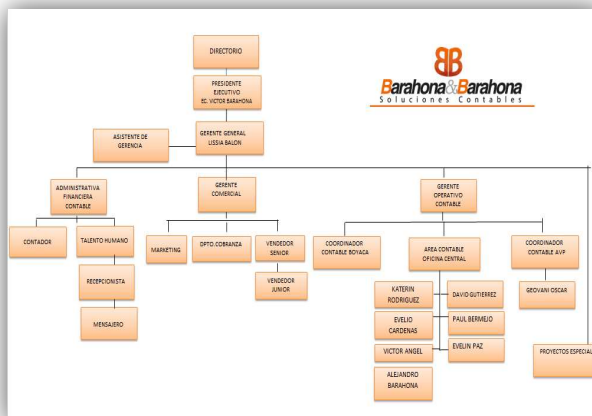 DIRECTORIO
BB
Barahona&Barahona
Soluciones Contables
PRESIDENTE
EJECUTIVO
EC. VICTOR BARAHONA
ASISTENTE DE
GERENCIA
GERENTE GENERAL
LISSIA BALON
ADMINISTRATIVA
FINANCIERA
CONTABLE
GERENTE
COMERCIAL
GERENTE
OPERATIVO
CONTABLE
CONTADOR
TALENTO HUMANO
MARKETING
DPTO.COBRANZA
VENDEDOR
SENIOR
COORDINADOR
CONTABLE BOYACA
AREA CONTABLE
OFICINA CENTRAL
COORDINADOR
CONTABLE AVP
RECEPCIONISTA
VENDEDOR
JUNIOR
KATERIN
RODRIGUEZ
DAVID GUTIERREZ
GEOVANI OSCAR
MENSAJERO
EVELIO
CARDENAS
PAUL BERMEJO
VICTOR ANGEL
EVELIN PAZ
PROYECTOS ESPECIAL
ALEJANDRO
BARAHONA